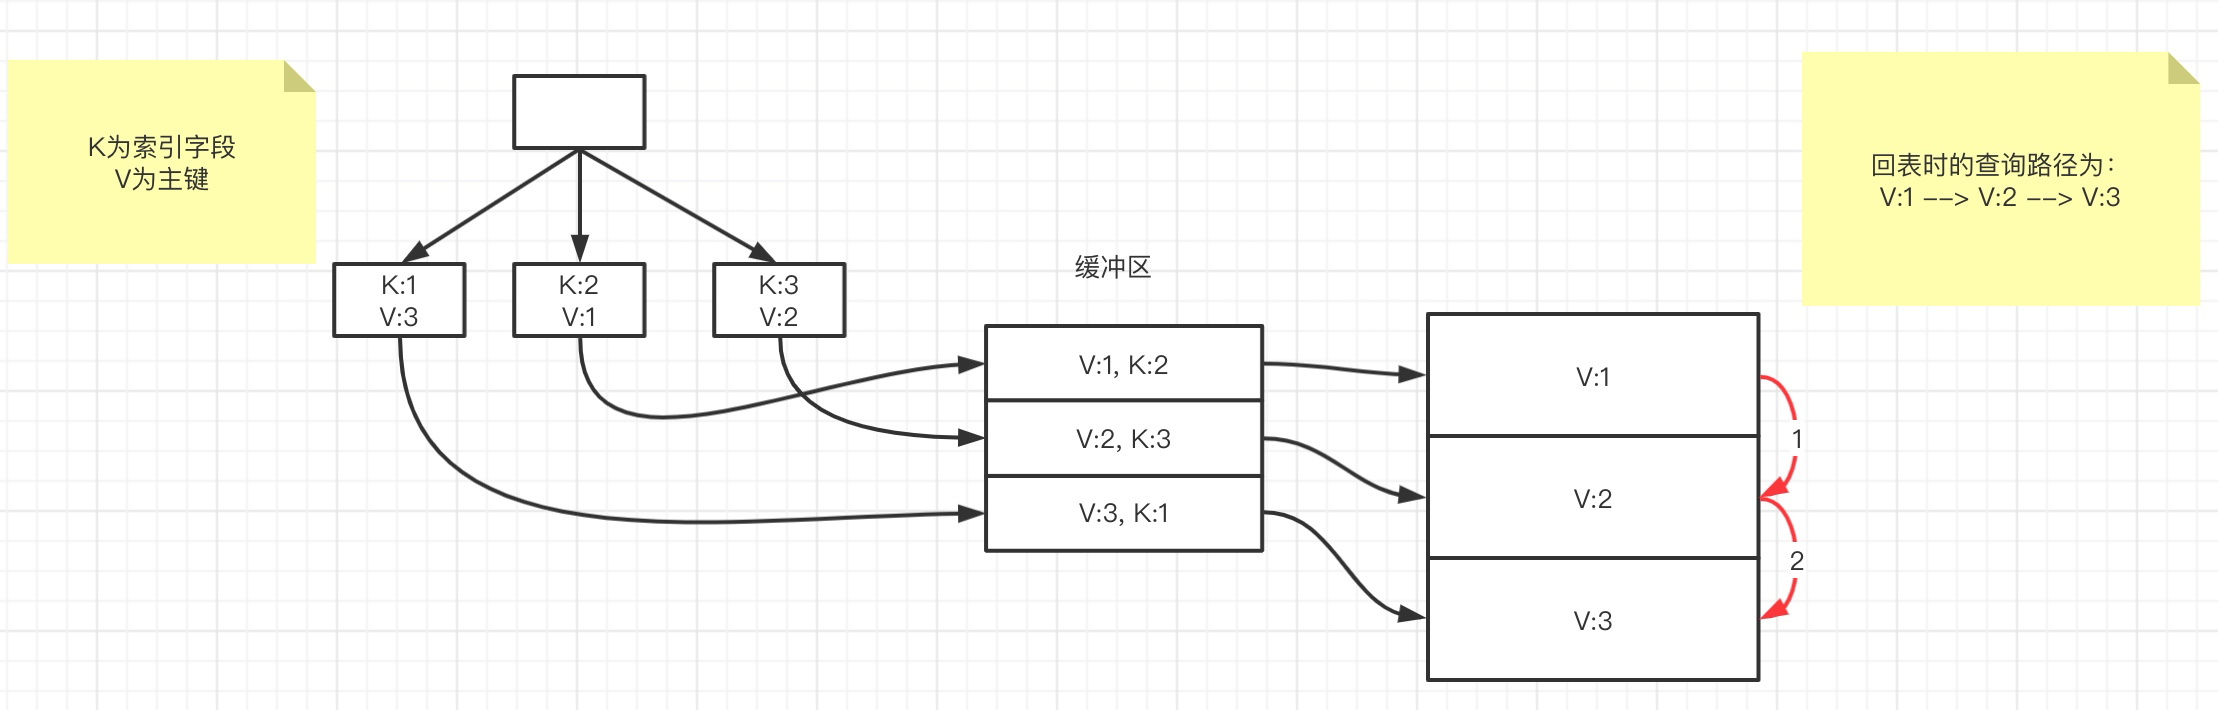 K为索引字段
V为主键
K:1
V:3
K:2
V:1
K:3
V:2
缓冲区
V:1, K:2
V:2, K:3
V:3, K:1
V:1
V:2
V:3
1
2
回表时的查询路径为：
V:1 --> V:2 --> V:3